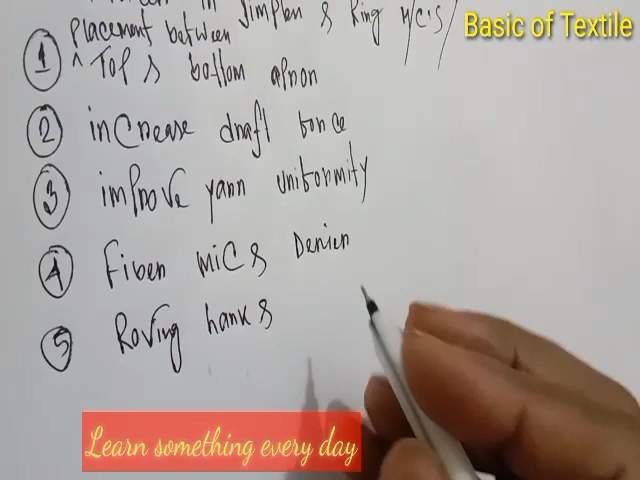 in Simplex & Ring M/C'S/
Basic of Textile
placement between
① ^ Top & bottom apron
② increase draft force
③ improve yarn uniformity
④ Fiber MiC & Denier
⑤ Roving hank &
Learn something every day